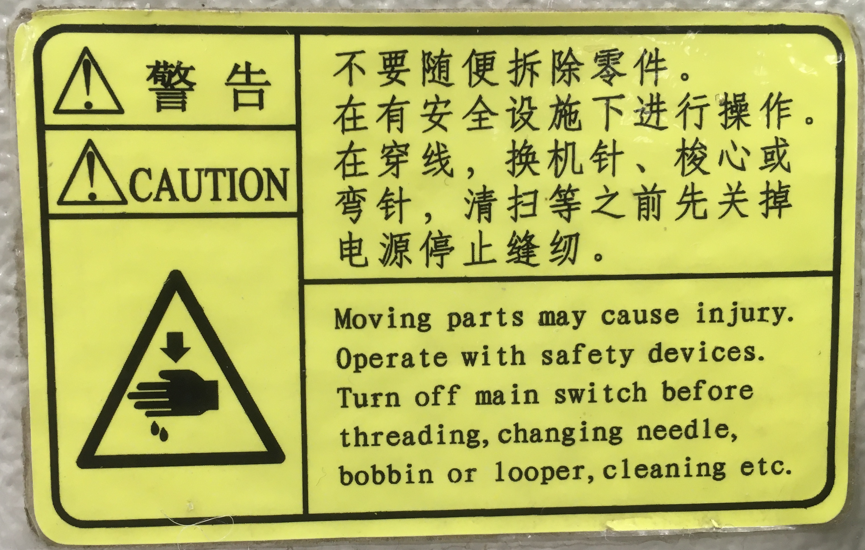 警告
CAUTION
不要随便拆除零件。
在有安全设施下进行操作。
在穿线，换机针、梭心或
弯针，清扫等之前先关掉
电源停止缝纫。
Moving parts may cause injury.
Operate with safety devices.
Turn off main switch before
threading, changing needle,
bobbin or looper, cleaning etc.